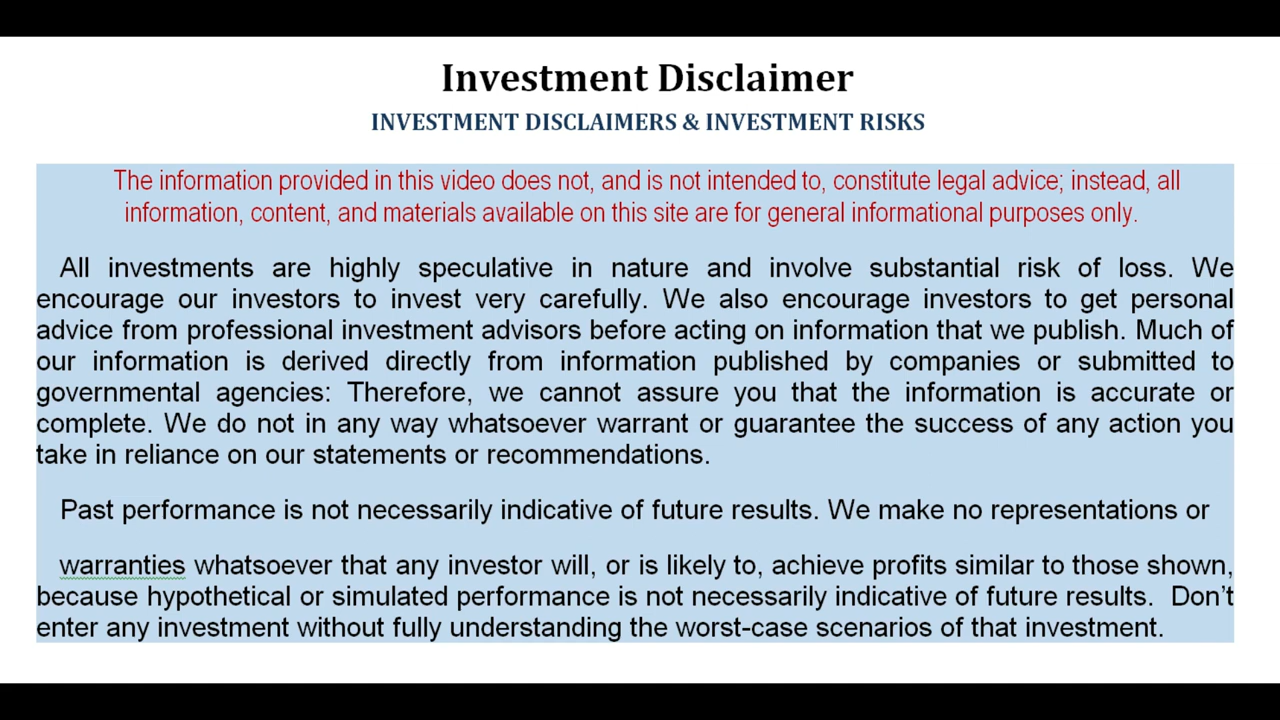 Investment Disclaimer
INVESTMENT DISCLAIMERS & INVESTMENT RISKS
The information provided in this video does not, and is not intended to, constitute legal advice; instead, all
information, content, and materials available on this site are for general informational purposes only.
All investments are highly speculative in nature and involve substantial risk of loss. We
encourage our investors to invest very carefully. We also encourage investors to get personal
advice from professional investment advisors before acting on information that we publish. Much of
our information is derived directly from information published by companies or submitted to
governmental agencies: Therefore, we cannot assure you that the information is accurate or
complete. We do not in any way whatsoever warrant or guarantee the success of any action you
take in reliance on our statements or recommendations.
Past performance is not necessarily indicative of future results. We make no representations or
warranties whatsoever that any investor will, or is likely to, achieve profits similar to those shown,
because hypothetical or simulated performance is not necessarily indicative of future results.  Don’t
enter any investment without fully understanding the worst-case scenarios of that investment.